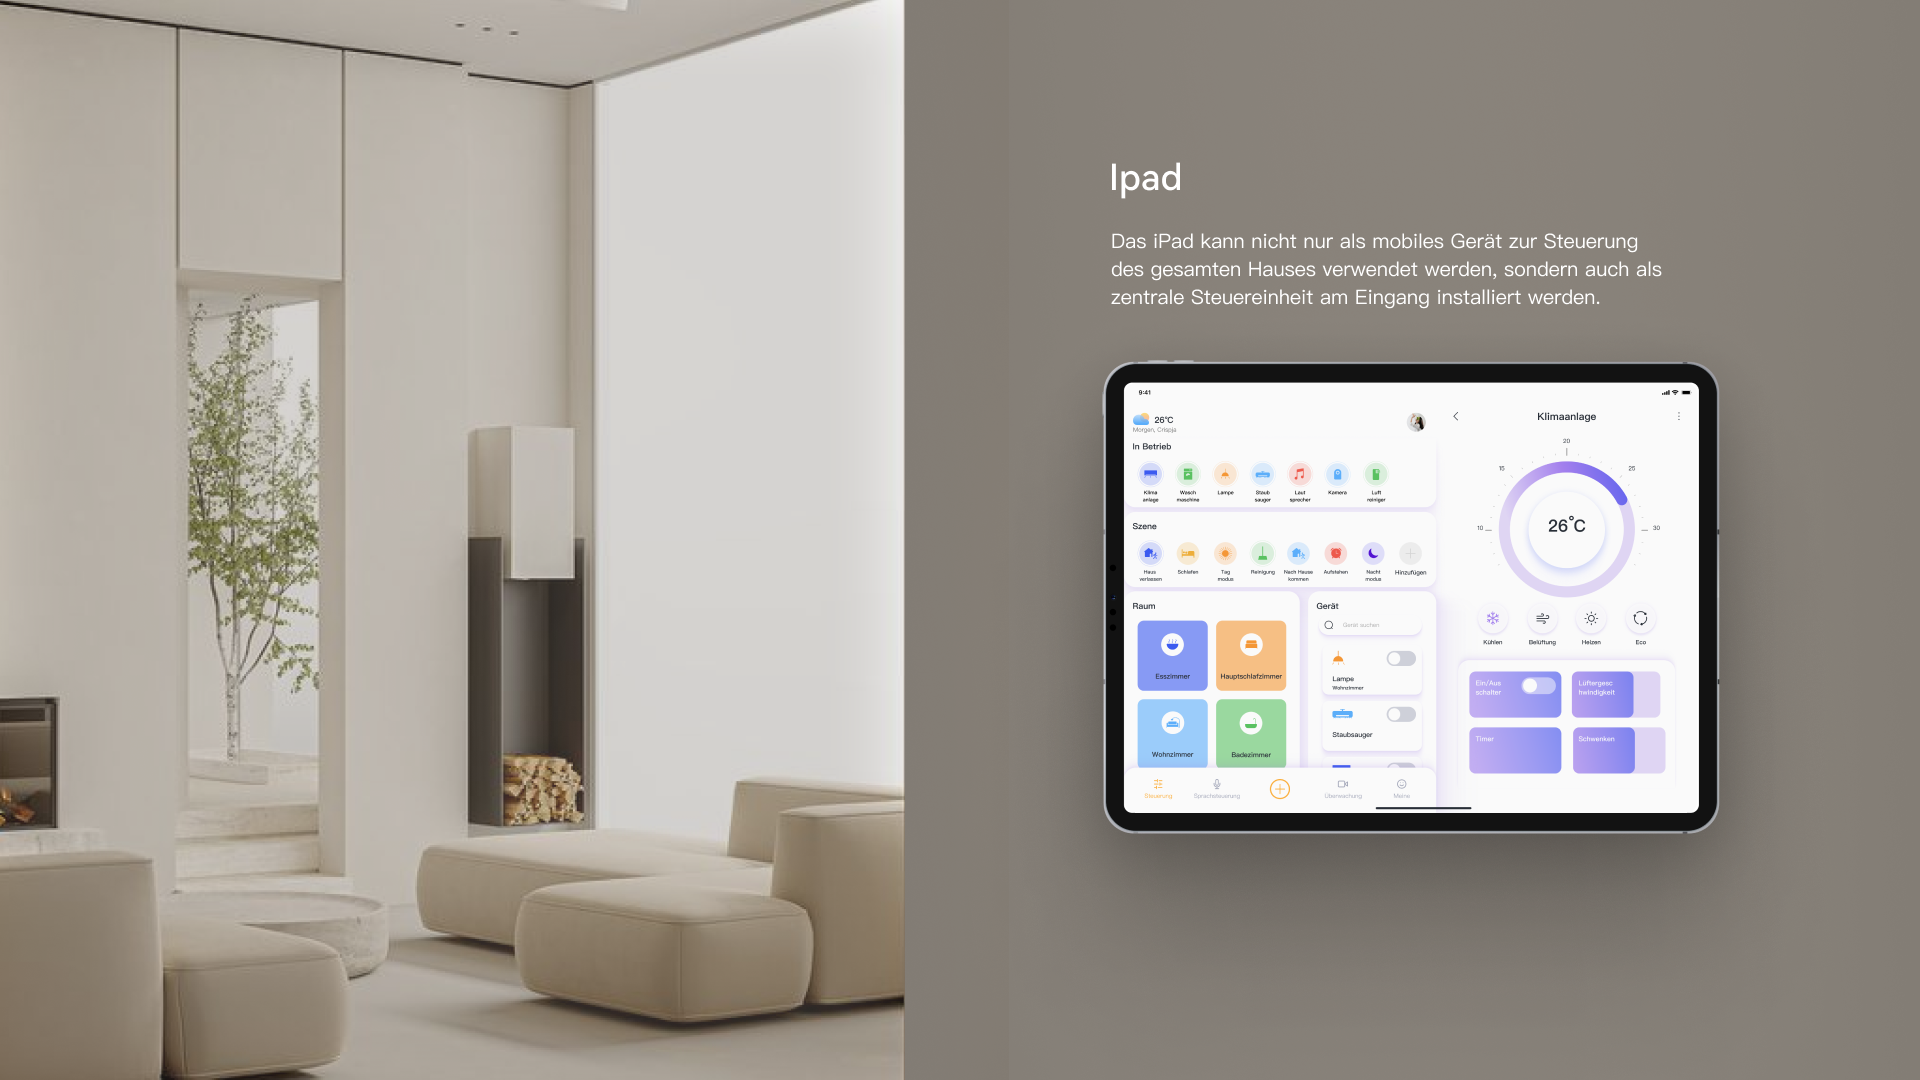 Ipad
Das iPad kann nicht nur als mobiles Gerät zur Steuerung
des gesamten Hauses verwendet werden, sondern auch als
zentrale Steuereinheit am Eingang installiert werden.
9:41
26°C
Morgen, Crispja
In Betrieb
Klima
anlage
Wasch
maschine
Lampe
Staub
sauger
Laut
sprecher
Kamera
Luft
reiniger
Szene
Haus
verlassen
Schlafen
Tag
modus
Reinigung
Nach Hause
kommen
Aufstehen
Nacht
modus
Hinzufügen
Raum
Esszimmer
Hauptschlafzimmer
Wohnzimmer
Badezimmer
Gerät
Gerät suchen
Lampe
Wohnzimmer
Staubsauger
Steuerung
Sprachsteuerung
Überwachung
Meine
Klimaanlage
20
15
25
10
30
26°C
Kühlen
Belüftung
Heizen
Eco
Ein/Aus
schalter
Lüftergesc
hwindigkeit
Timer
Schwenken